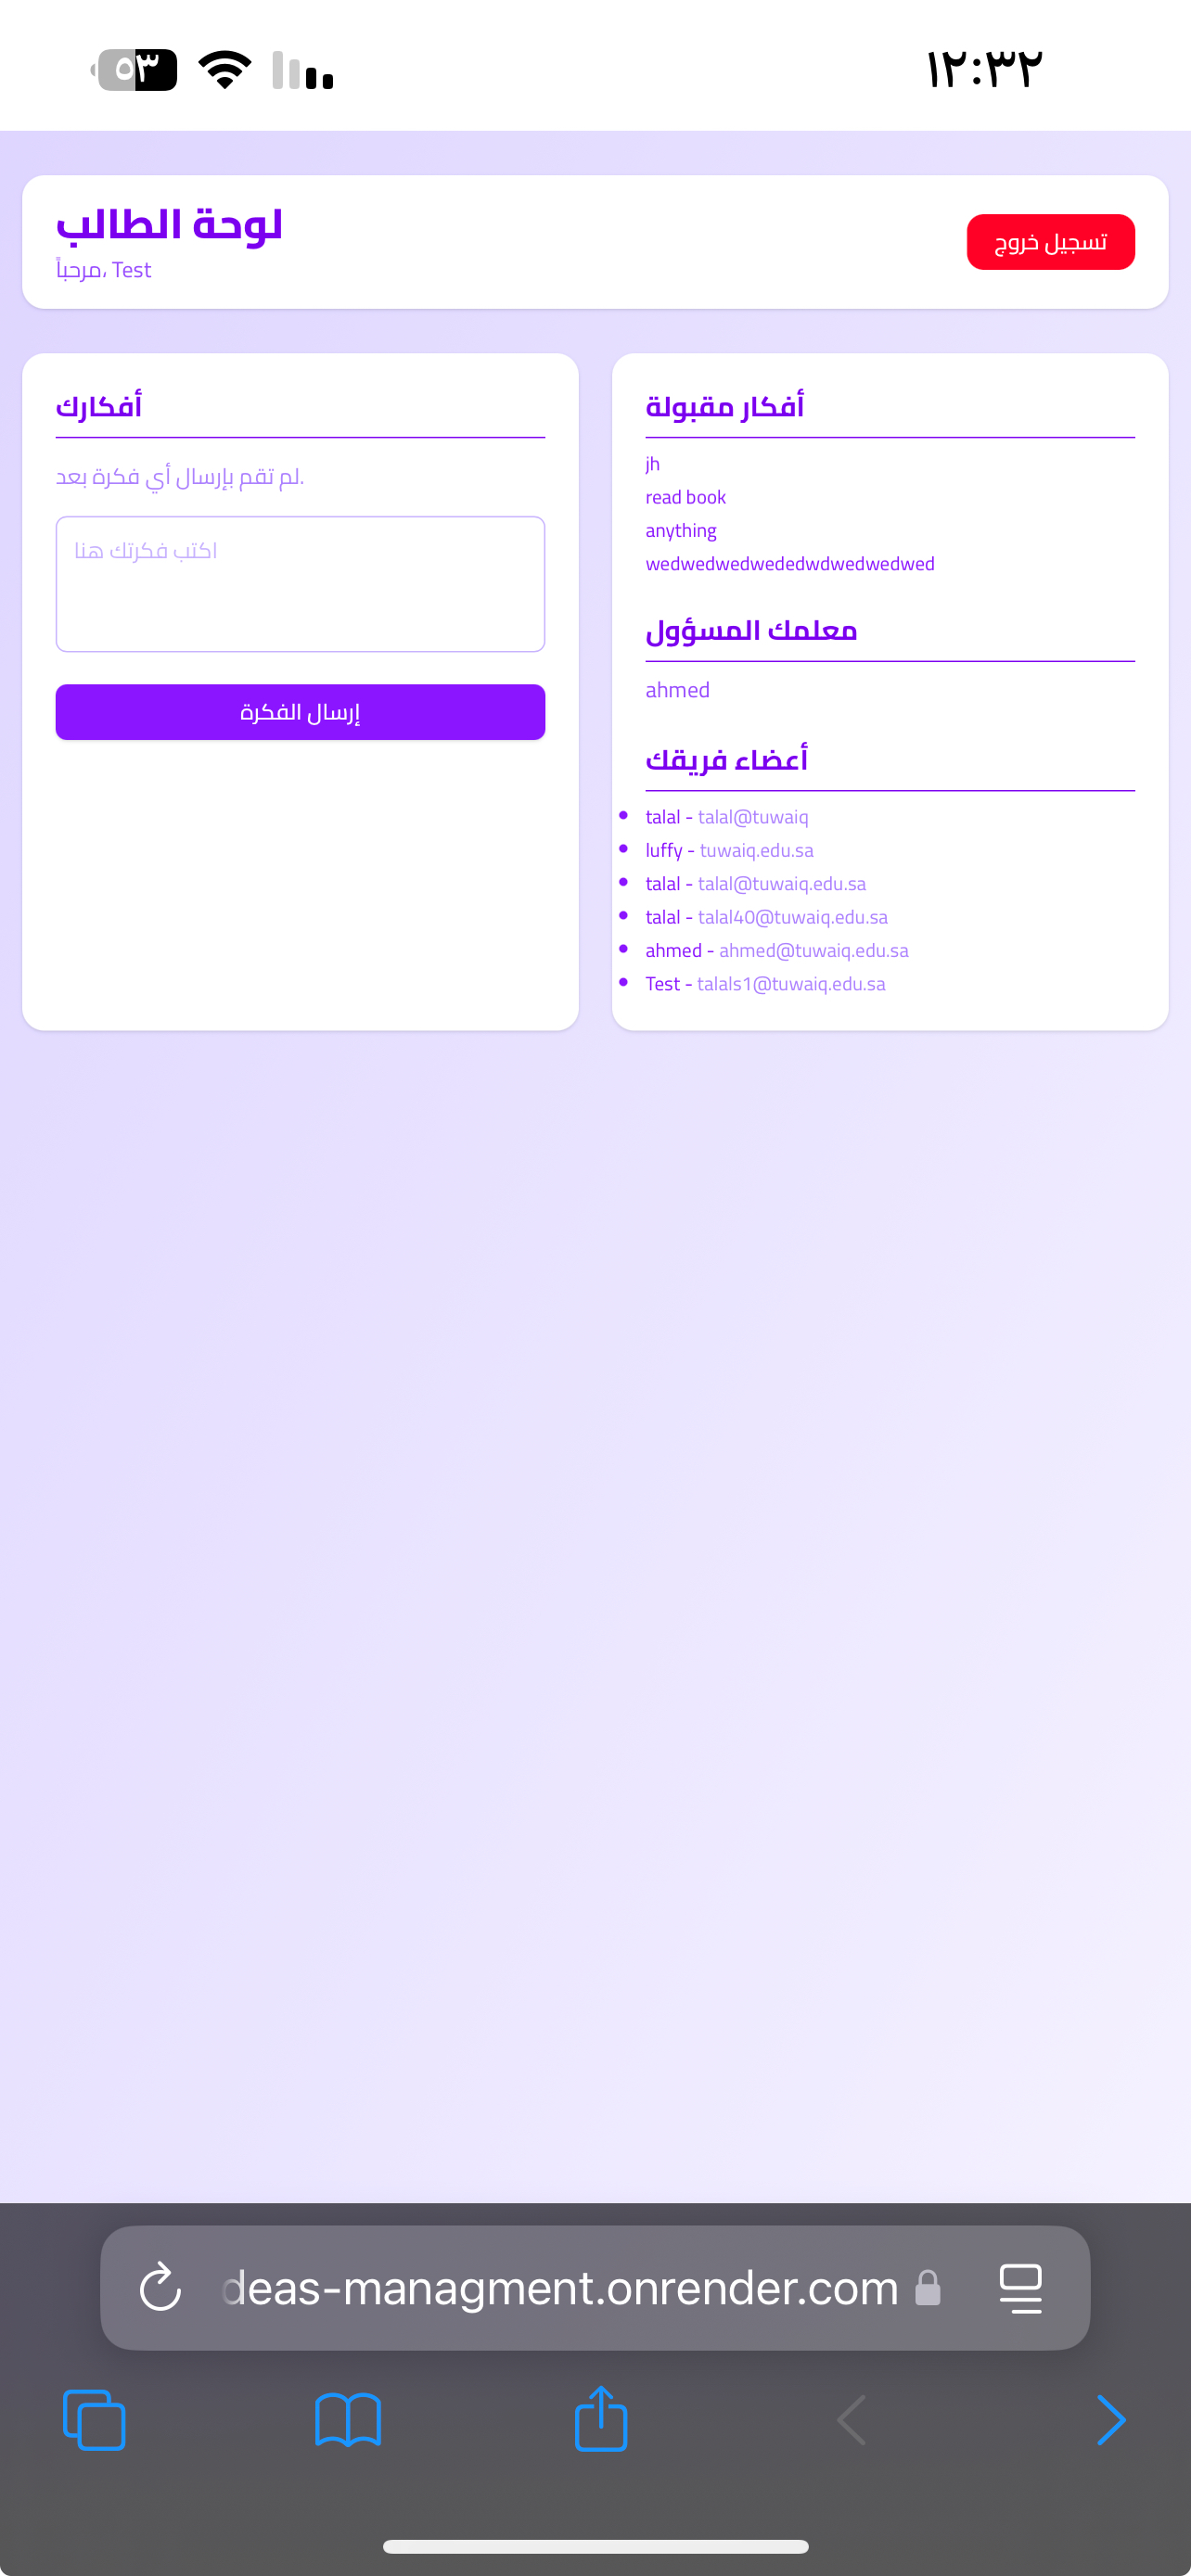 ١٢:٣٢
٥٣
لوحة الطالب
مرحباً، Test
تسجيل خروج
أفكارك
لم تقم بإرسال أي فكرة بعد.
اكتب فكرتك هنا
إرسال الفكرة
أفكار مقبولة
jh
read book
anything
wedwedwedwededwdwedwedwed
معلمك المسؤول
ahmed
أعضاء فريقك
talal - talal@tuwaiq
luffy - tuwaiq.edu.sa
talal - talal@tuwaiq.edu.sa
talal - talal40@tuwaiq.edu.sa
ahmed - ahmed@tuwaiq.edu.sa
Test - talals1@tuwaiq.edu.sa
deas-managment.onrender.com